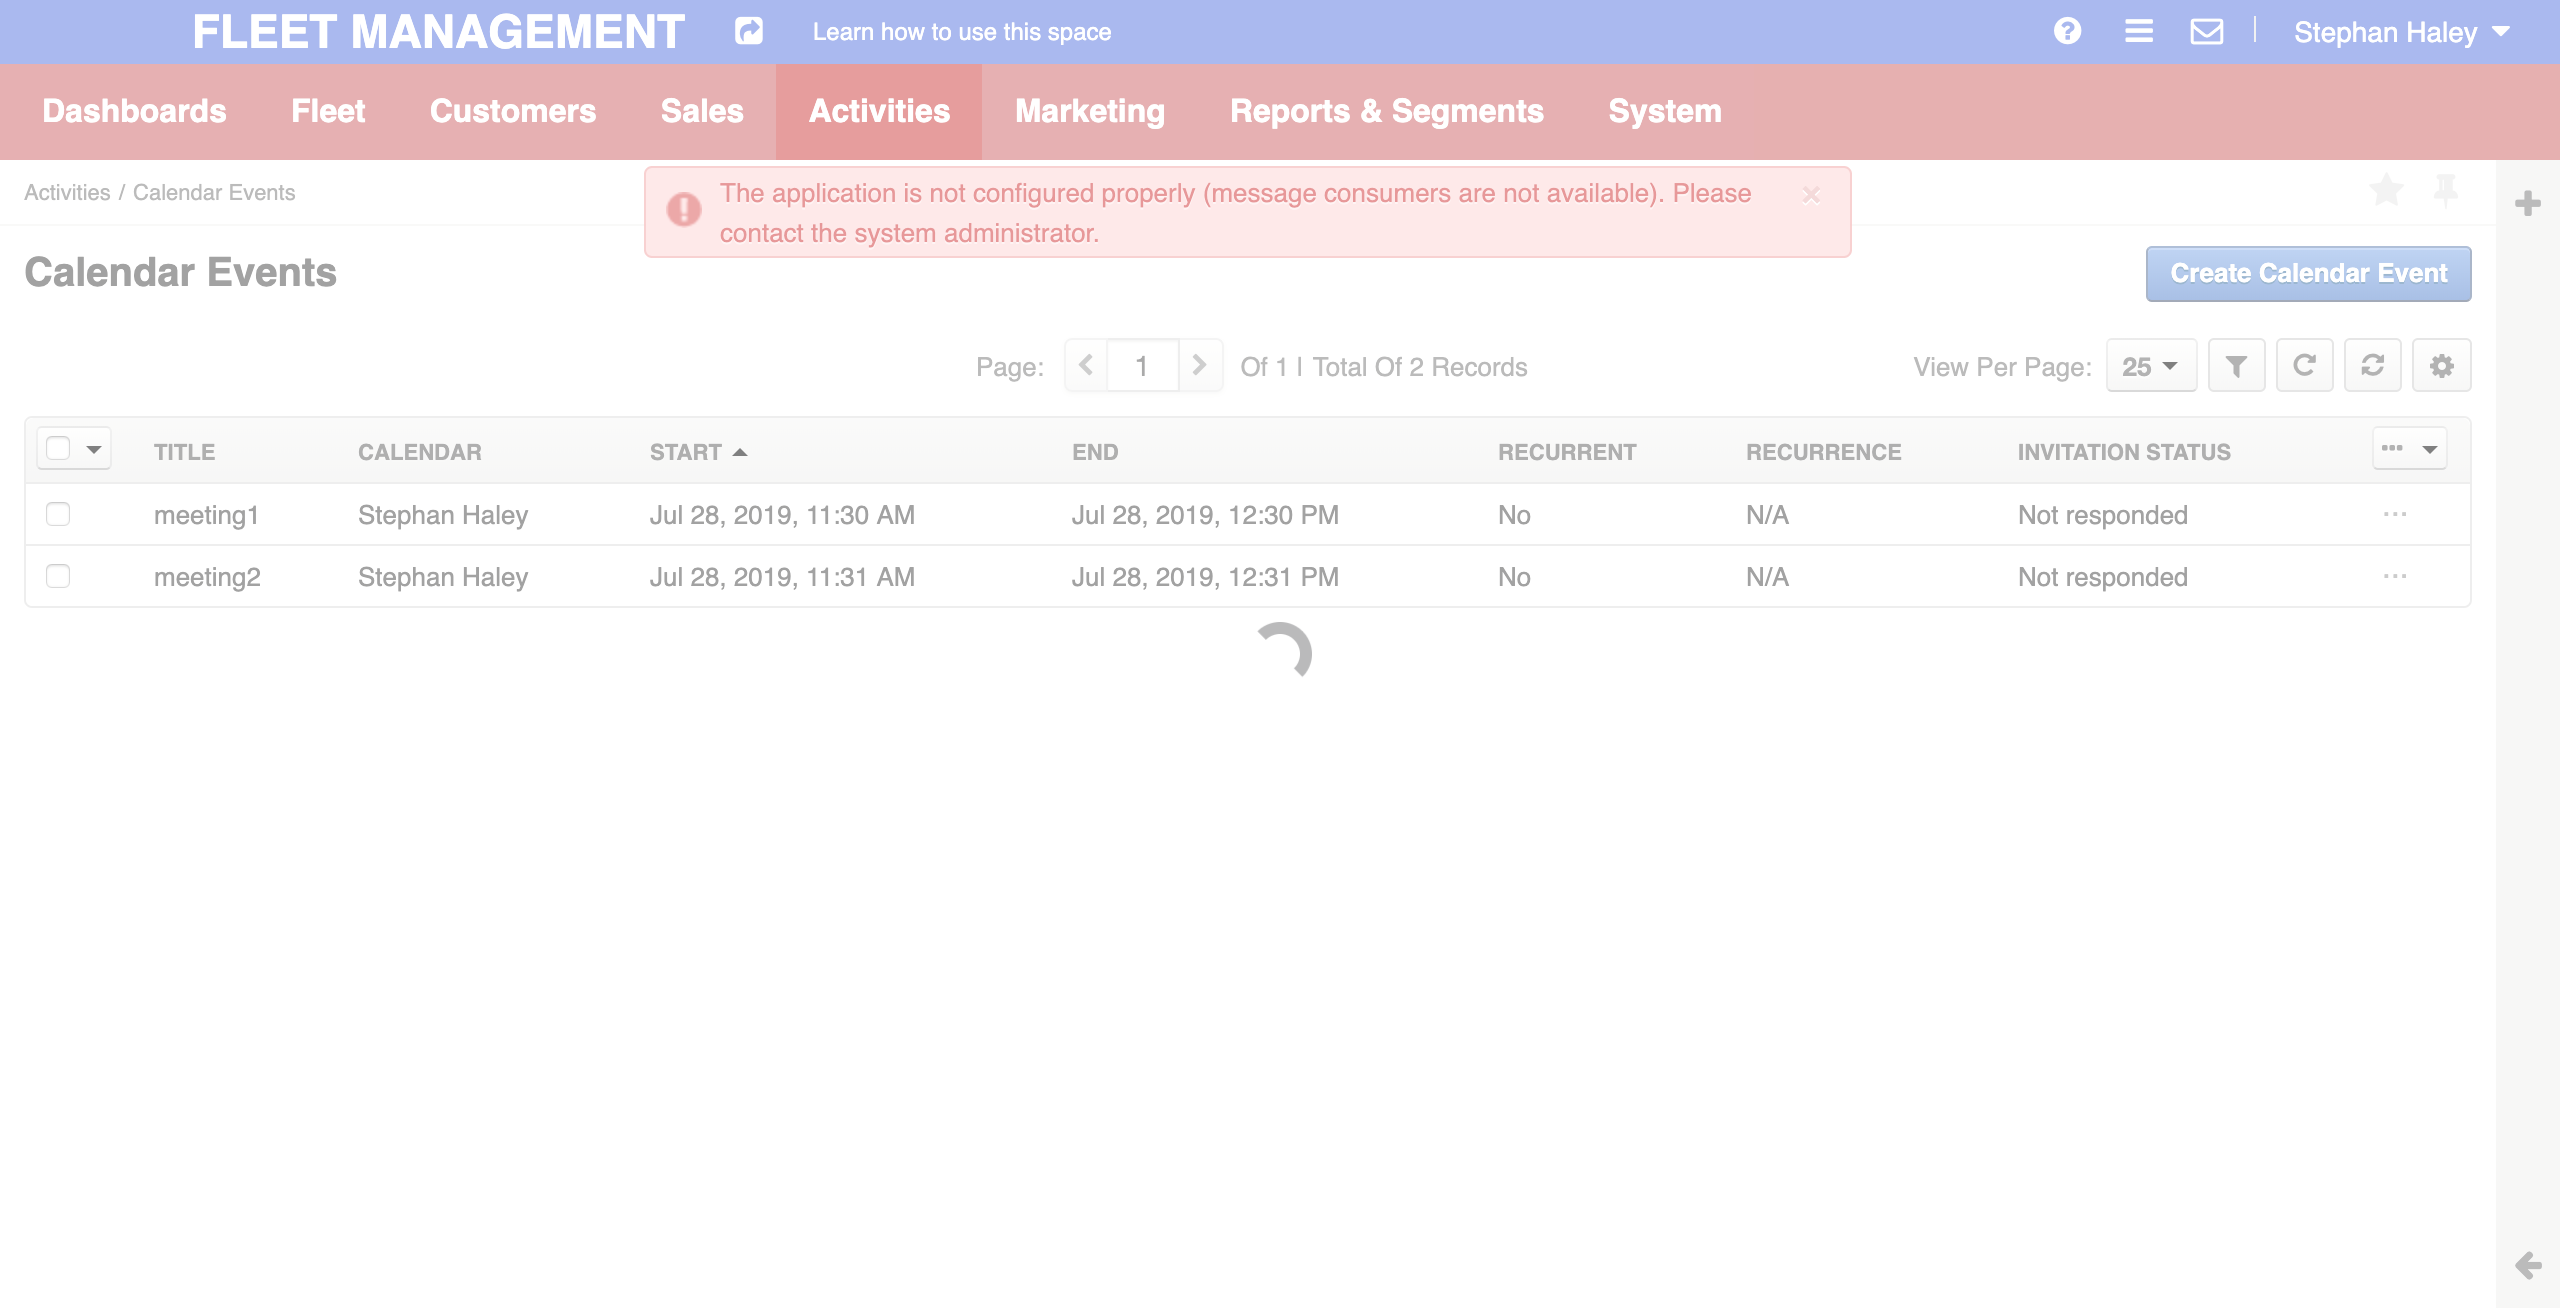 FLEET MANAGEMENT Learn how to use this space Stephan Haley
Dashboards Fleet Customers Sales Activities Marketing Reports & Segments System
Activities / Calendar Events
The application is not configured properly (message consumers are not available). Please
contact the system administrator.
×
Calendar Events
Create Calendar Event
Page: 1 Of 1 | Total Of 2 Records View Per Page: 25
TITLE CALENDAR START END RECURRENT RECURRENCE INVITATION STATUS
meeting1 Stephan Haley Jul 28, 2019, 11:30 AM Jul 28, 2019, 12:30 PM No N/A Not responded ...
meeting2 Stephan Haley Jul 28, 2019, 11:31 AM Jul 28, 2019, 12:31 PM No N/A Not responded ...